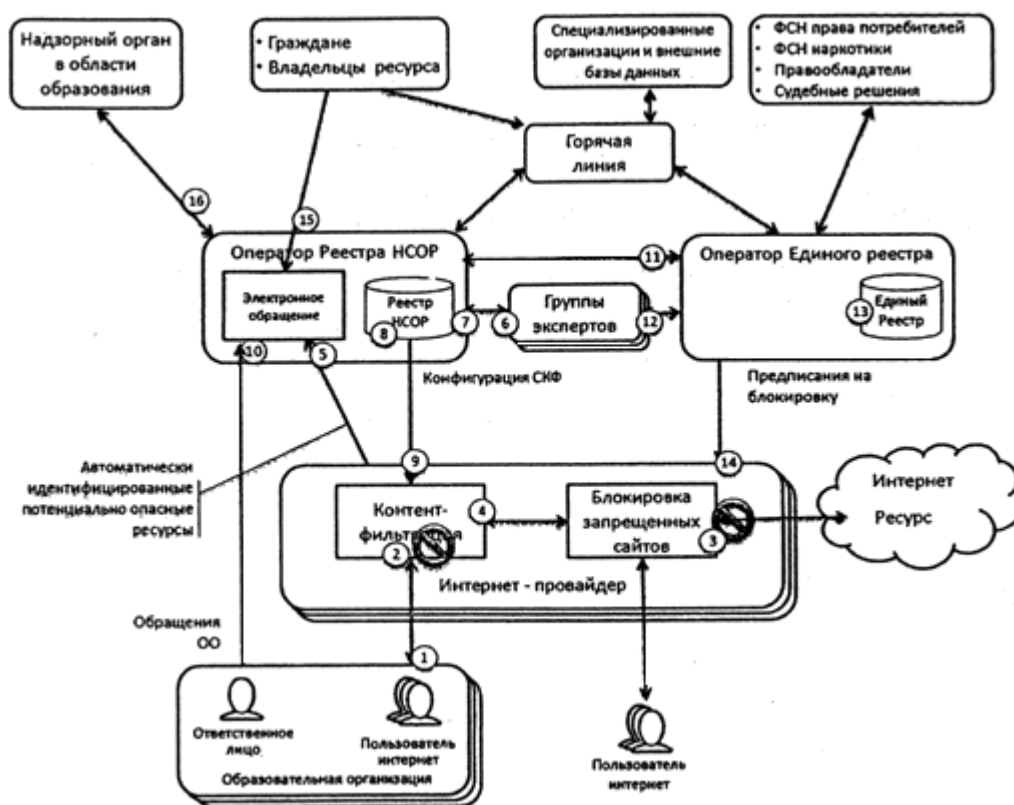 Надзорный орган
в области
образования
• Граждане
• Владельцы ресурса
Специализированные
организации и внешние
базы данных
• ФСН права потребителей
• ФСН наркотики
• Правообладатели
• Судебные решения
Горячая
линия
16
15
Оператор Реестра НСОР
11
Оператор Единого реестра
Электронное
обращение
Реестр
НСОР
8
7
6
Группы
экспертов
12
13
Единый
Реестр
10
5
Конфигурация СКФ
Предписания на
блокировку
Автоматически
идентифицированные
потенциально опасные
ресурсы
9
14
Контент-
фильтрация
2
4
Блокировка
запрещенных
сайтов
3
Интернет
Ресурс
Интернет - провайдер
Обращения
ОО
1
Ответственное
лицо
Пользователь
интернет
Образовательная организация
Пользователь
интернет